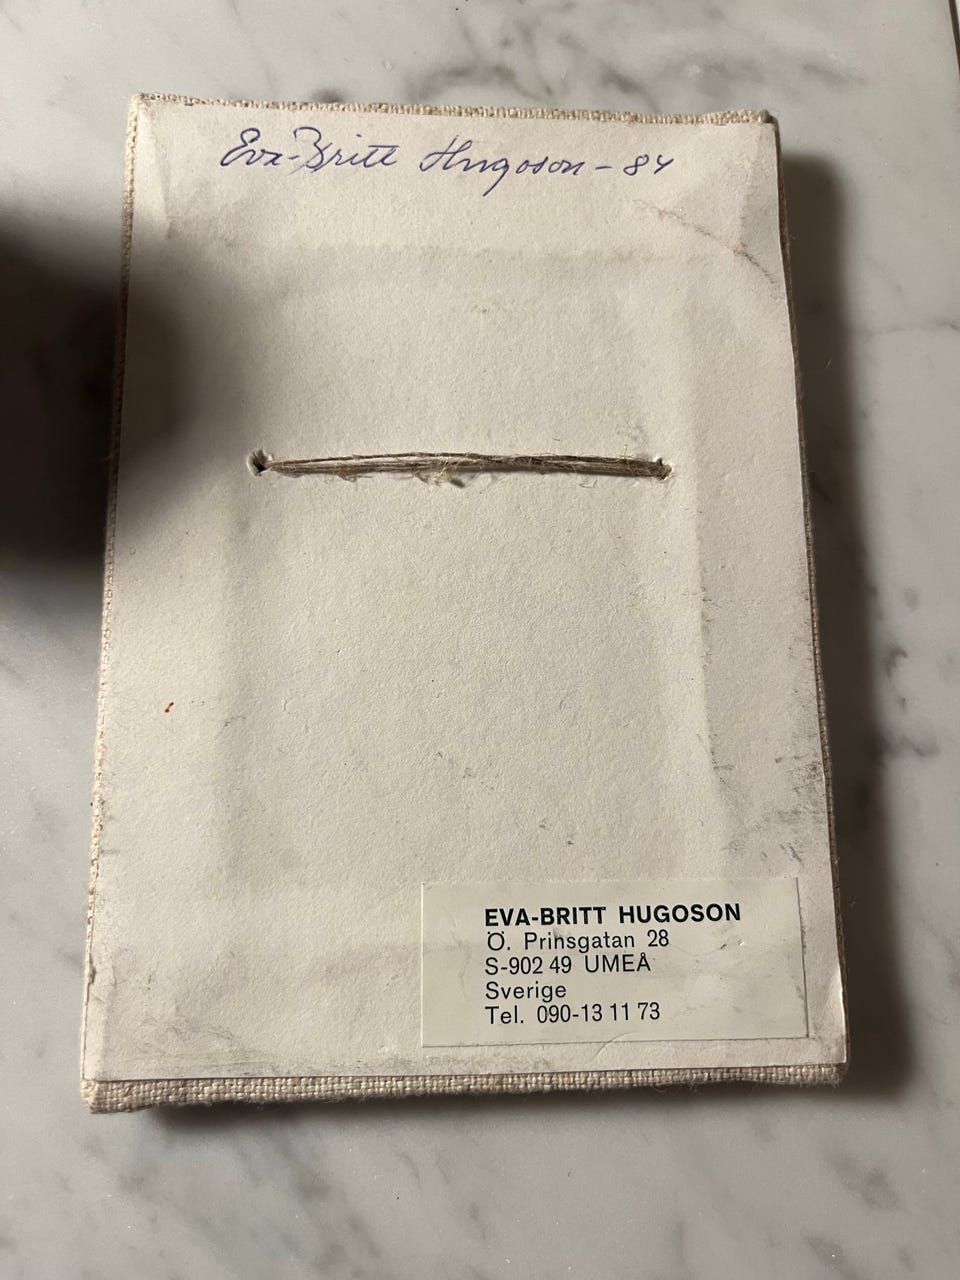 Eva-Britt Hugoson - 84
EVA-BRITT HUGOSON
Ö. Prinsgatan 28
S-902 49 UMEÅ
Sverige
Tel. 090-13 11 73